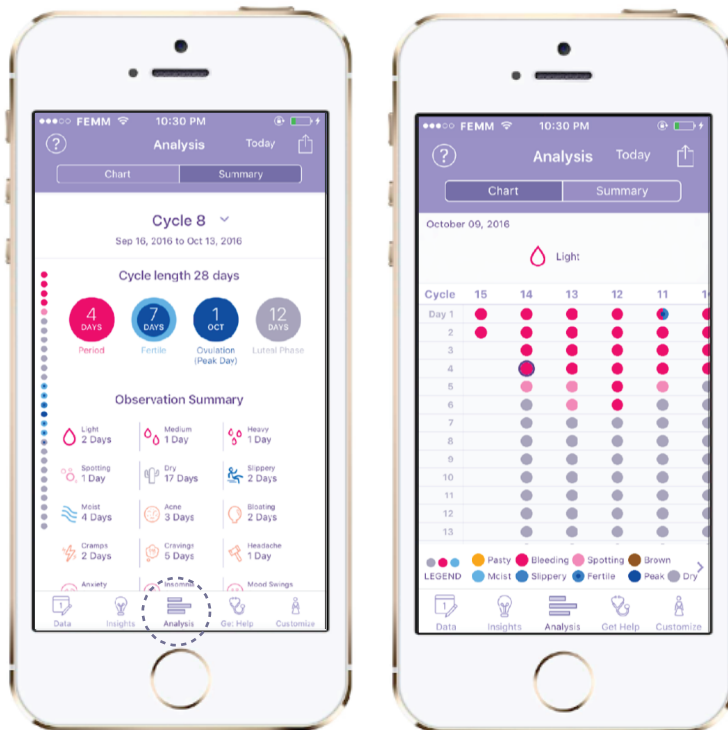 FEMM 10:30 PM
? Analysis Today
Chart Summary
Cycle 8
Sep 16, 2016 to Oct 13, 2016
Cycle length 28 days
4 DAYS 7 DAYS 1 OCT 12 DAYS
Period Fertile Ovulation (Peak Day) Luteal Phase
Observation Summary
Light 2 Days Medium 1 Day Heavy 1 Day
Spotting 1 Day Dry 17 Days Slippery 2 Days
Moist 4 Days Acne 3 Days Bloating 2 Days
Cramps 2 Days Cravings 5 Days Headache 1 Day
Anxiety Insomnia Mood Swings
1
Data Insights Analysis Get Help Customize
FEMM 10:30 PM
? Analysis Today
Chart Summary
October 09, 2016
Light
Cycle 15 14 13 12 11
Day 1
2
3
4
5
6
7
8
9
10
11
12
13
Pasty Bleeding Spotting Brown
LEGEND Moist Slippery Fertile Peak Dry
1
Data Insights Analysis Get Help Customize